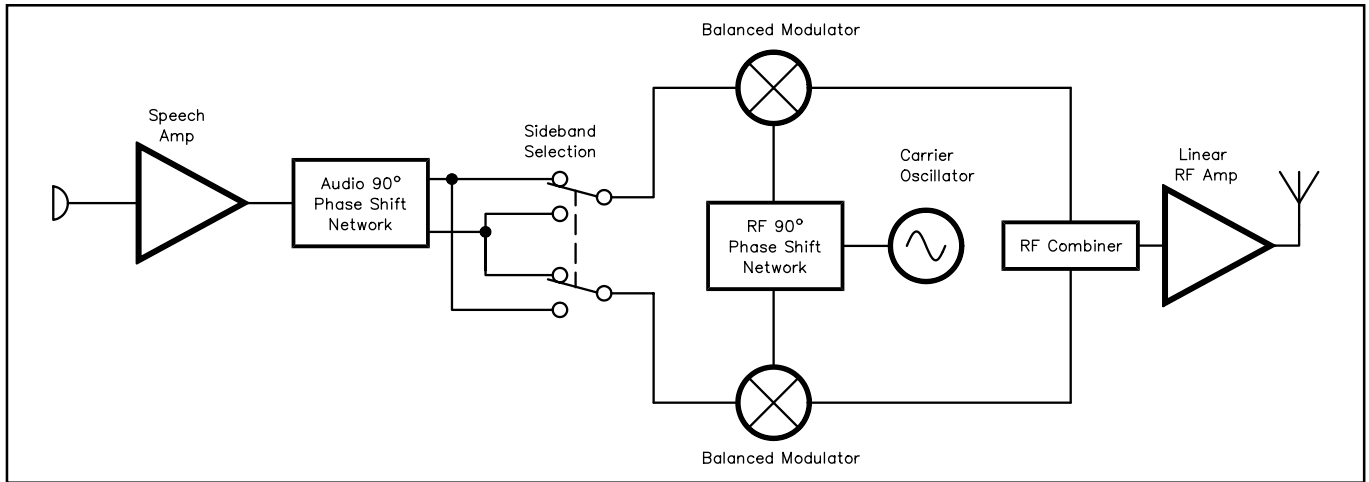 Balanced Modulator
Speech
Amp
Sideband
Selection
Carrier
Oscillator
Linear
RF Amp
Audio 90°
Phase Shift
Network
RF 90°
Phase Shift
Network
RF Combiner
Balanced Modulator